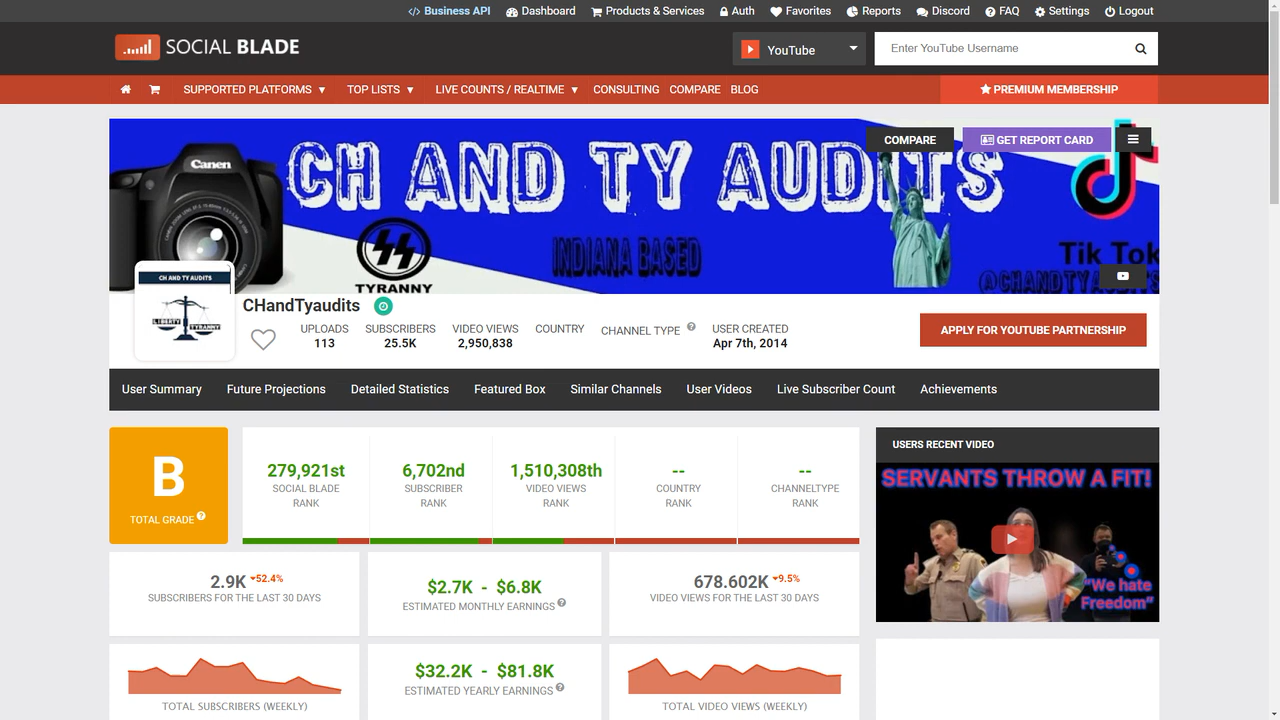 Business API Dashboard Products & Services Auth Favorites Reports Discord FAQ Settings Logout
SOCIAL BLADE
YouTube
Enter YouTube Username
SUPPORTED PLATFORMS TOP LISTS LIVE COUNTS / REALTIME CONSULTING COMPARE BLOG
PREMIUM MEMBERSHIP
COMPARE
GET REPORT CARD
Canen
CH AND TY AUDITS
TYRANNY
INDIANA BASED
Tik Tok
@CHANDTYAUDITS
CH AND TY AUDITS
LIBERTY TYRANNY
CHandTyaudits
UPLOADS SUBSCRIBERS VIDEO VIEWS COUNTRY CHANNEL TYPE ? USER CREATED
113 25.5K 2,950,838 Apr 7th, 2014
APPLY FOR YOUTUBE PARTNERSHIP
User Summary Future Projections Detailed Statistics Featured Box Similar Channels User Videos Live Subscriber Count Achievements
B
TOTAL GRADE ?
279,921st 6,702nd 1,510,308th -- --
SOCIAL BLADE SUBSCRIBER VIDEO VIEWS COUNTRY CHANNELTYPE
RANK RANK RANK RANK RANK
USERS RECENT VIDEO
SERVANTS THROW A FIT!
"We hate
Freedom"
2.9K 52.4%
SUBSCRIBERS FOR THE LAST 30 DAYS
$2.7K - $6.8K
ESTIMATED MONTHLY EARNINGS ?
678.602K 9.5%
VIDEO VIEWS FOR THE LAST 30 DAYS
TOTAL SUBSCRIBERS (WEEKLY)
$32.2K - $81.8K
ESTIMATED YEARLY EARNINGS ?
TOTAL VIDEO VIEWS (WEEKLY)